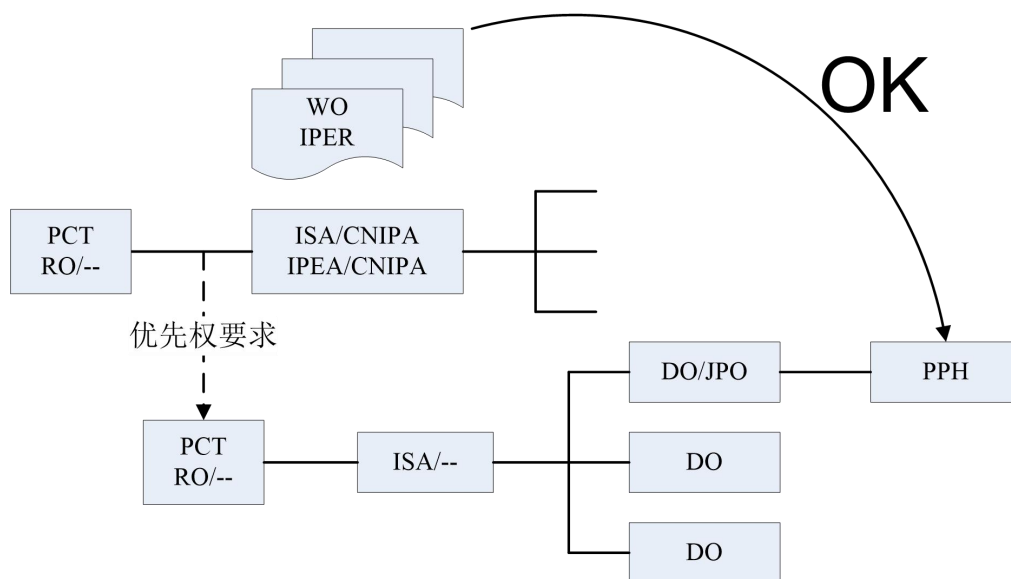 OK
WO
IPER
PCT
RO/--
ISA/CNIPA
IPEA/CNIPA
优先权要求
DO/JPO
PPH
PCT
RO/--
ISA/--
DO
DO